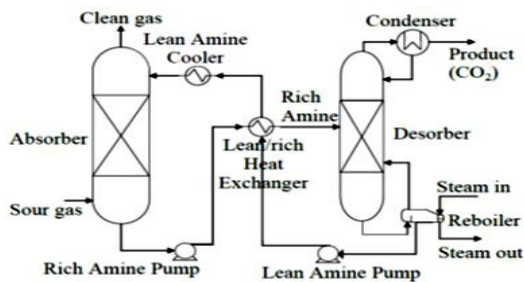 Clean gas
Lean Amine
Cooler
Condenser
Product
(CO₂)
Rich
Amine
Absorber
Desorber
Lean/rich
Heat
Exchanger
Sour gas
Steam in
Reboiler
Steam out
Rich Amine Pump
Lean Amine Pump